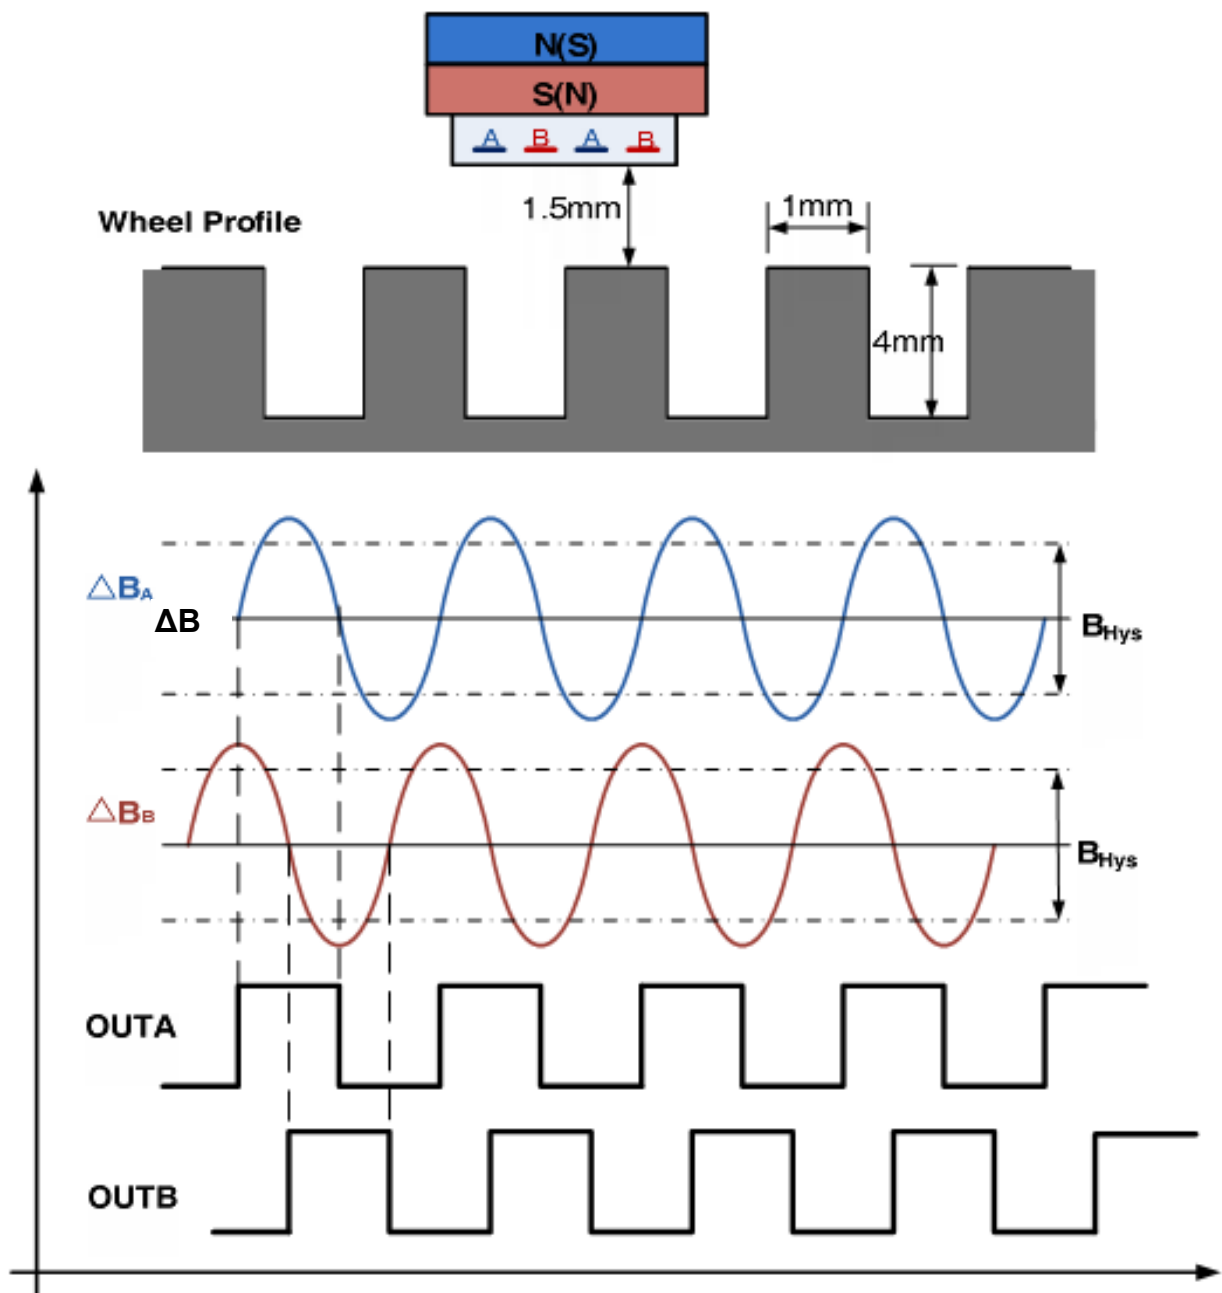 N(S)
S(N)
A B A B
1.5mm
1mm
Wheel Profile
4mm
△BA
ΔB
BHys
△BB
BHys
OUTA
OUTB